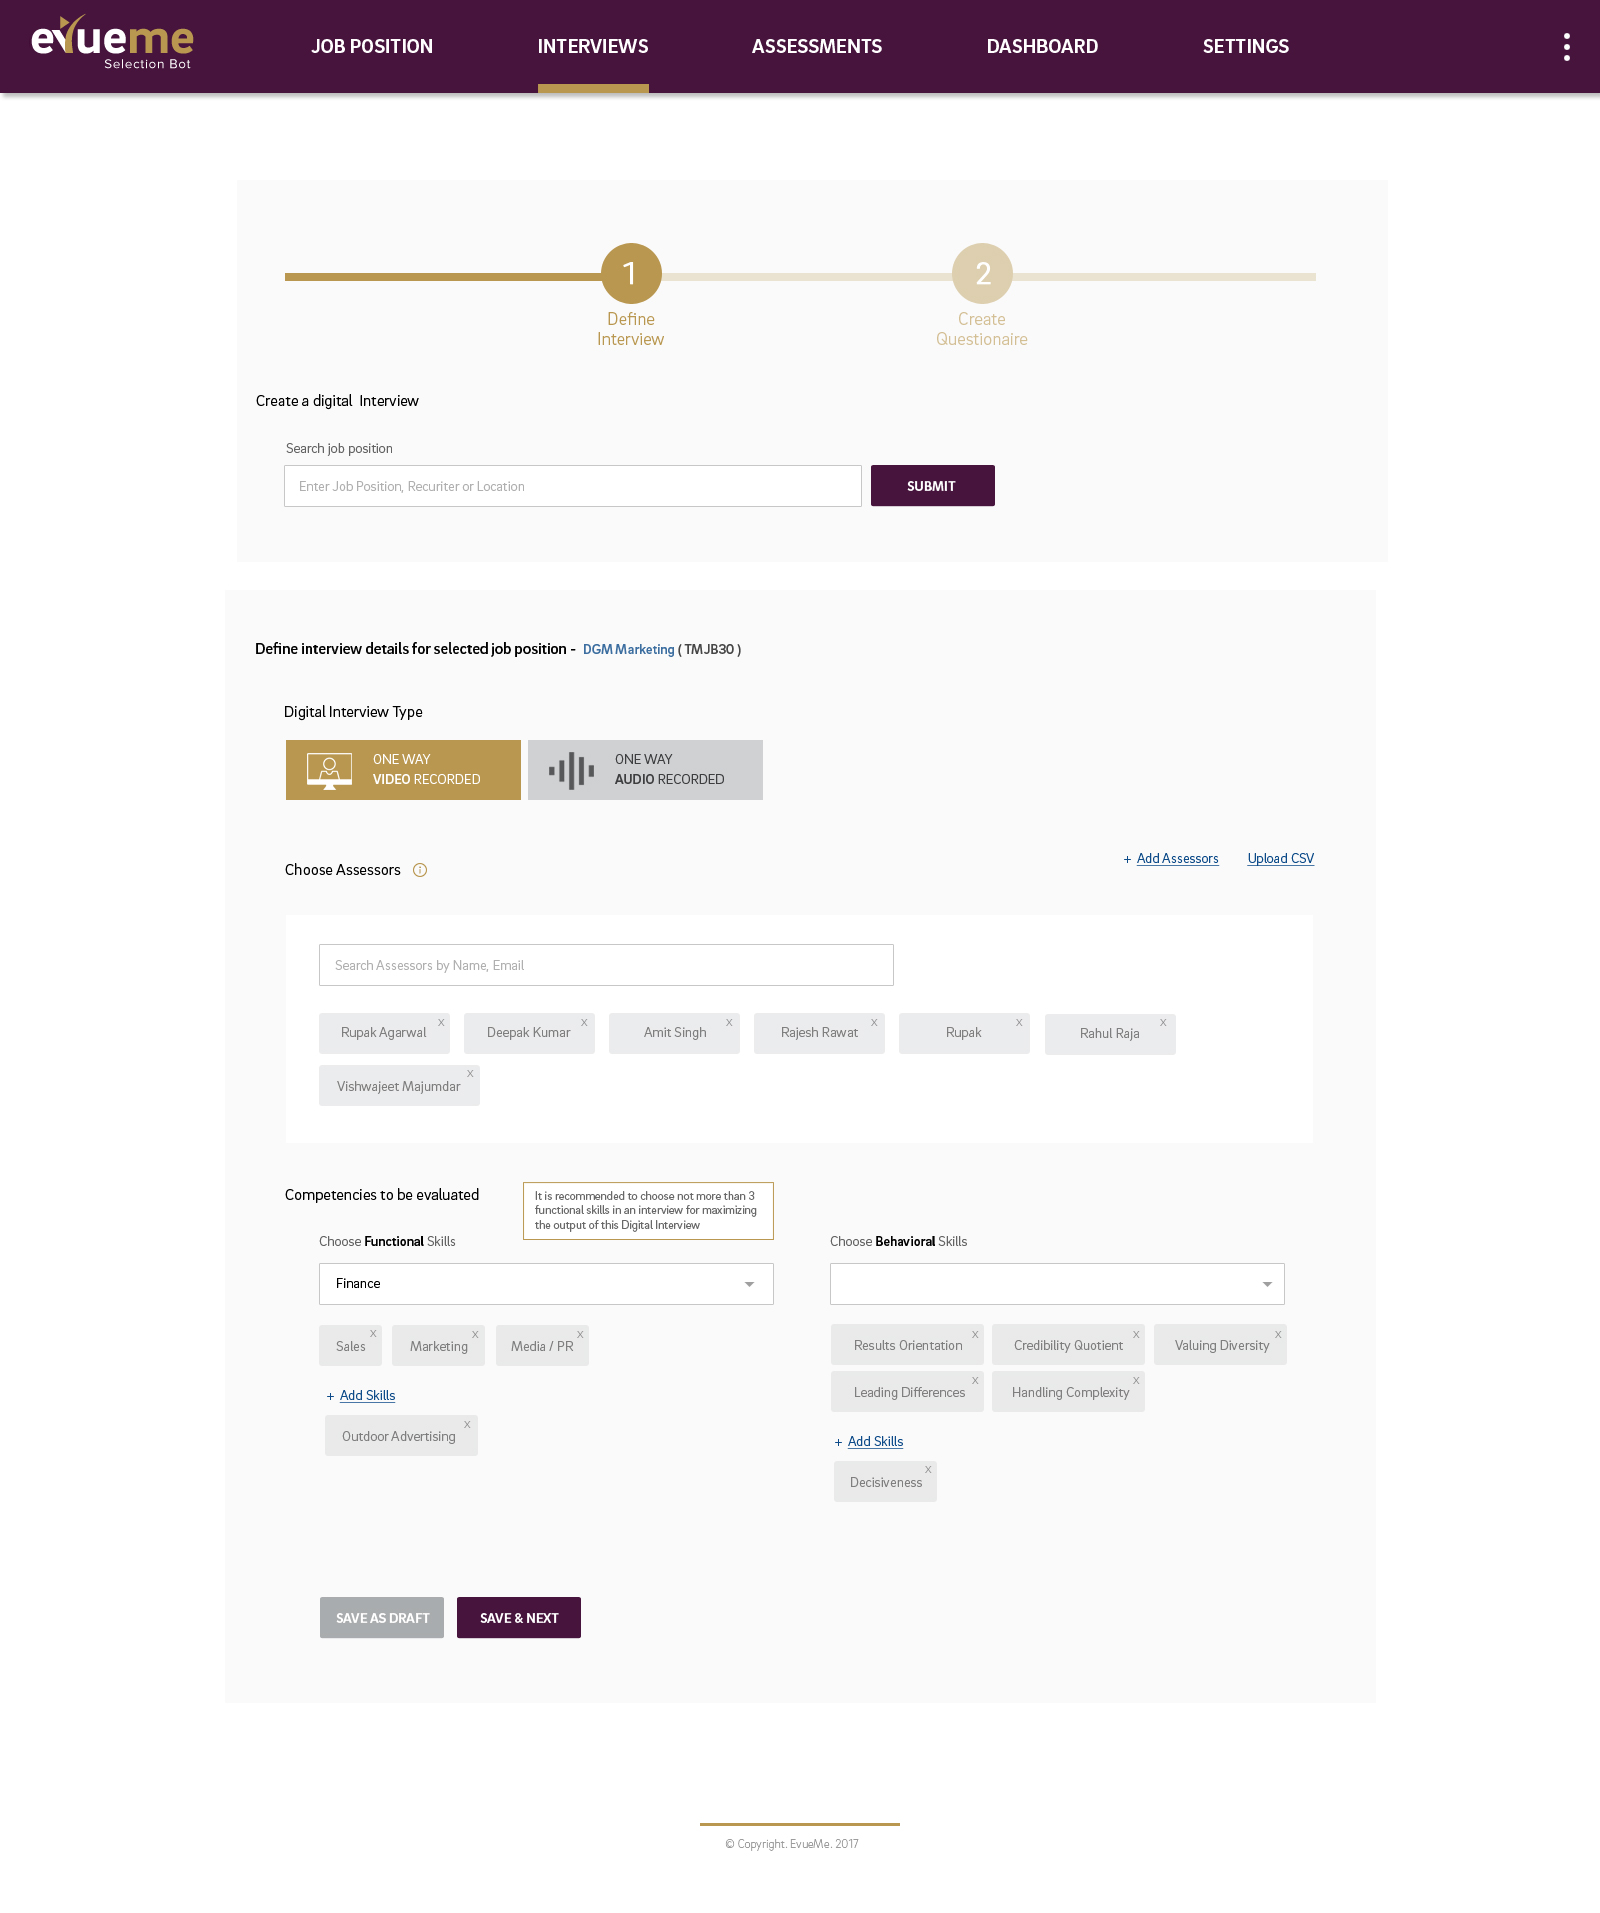 evueme
Selection Bot
JOB POSITION
INTERVIEWS
ASSESSMENTS
DASHBOARD
SETTINGS
1
2
Define
Interview
Create
Questionaire
Create a digital  Interview
Search job position
Enter Job Position, Recuriter or Location
SUBMIT
Define interview details for selected job position -  DGM Marketing ( TMJB30 )
Digital Interview Type
ONE WAY
VIDEO RECORDED
ONE WAY
AUDIO RECORDED
Choose Assessors
+ Add Assessors
Upload CSV
Search Assessors by Name, Email
Rupak Agarwal x
Deepak Kumar x
Amit Singh x
Rajesh Rawat x
Rupak x
Rahul Raja x
Vishwajeet Majumdar x
Competencies to be evaluated
It is recommended to choose not more than 3
functional skills in an interview for maximizing
the output of this Digital Interview
Choose Functional Skills
Finance
Sales x
Marketing x
Media / PR x
+ Add Skills
Outdoor Advertising x
Choose Behavioral Skills
Results Orientation x
Credibility Quotient x
Valuing Diversity x
Leading Differences x
Handling Complexity x
+ Add Skills
Decisiveness x
SAVE AS DRAFT
SAVE & NEXT
© Copyright. EvueMe. 2017